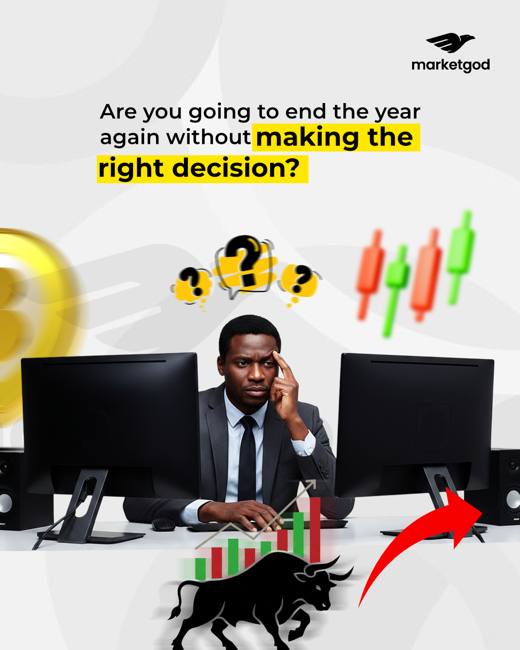 marketgod
Are you going to end the year
again without making the
right decision?
? ? ?